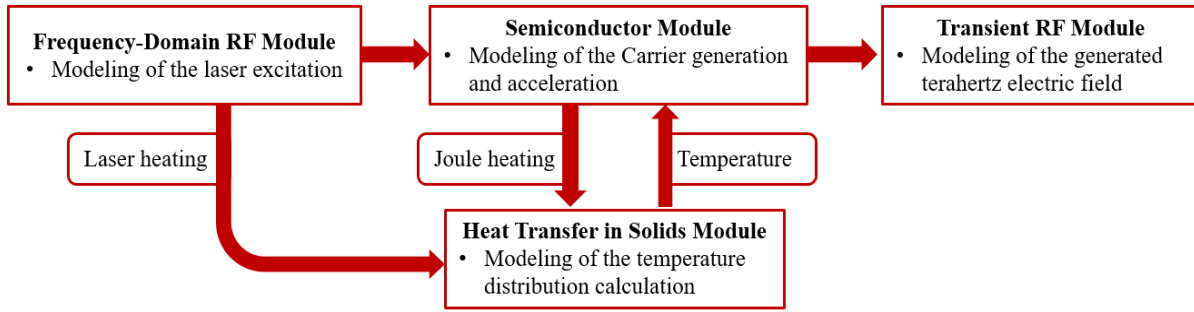 Frequency-Domain RF Module
• Modeling of the laser excitation
Semiconductor Module
• Modeling of the Carrier generation
and acceleration
Transient RF Module
• Modeling of the generated
terahertz electric field
Laser heating
Joule heating
Temperature
Heat Transfer in Solids Module
• Modeling of the temperature
distribution calculation